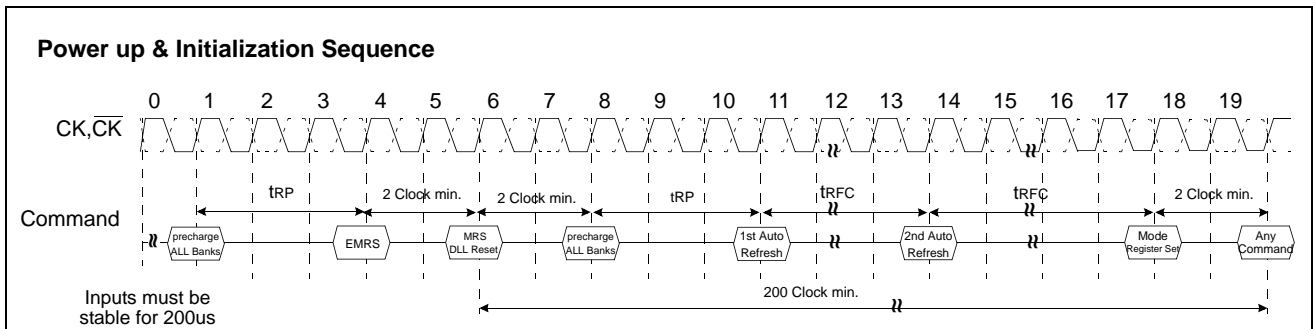 Power up & Initialization Sequence
0 1 2 3 4 5 6 7 8 9 10 11 12 13 14 15 16 17 18 19
CK,CK
tRP 2 Clock min. 2 Clock min. tRP tRFC tRFC 2 Clock min.
Command
precharge
ALL Banks
EMRS
MRS
DLL Reset
precharge
ALL Banks
1st Auto
Refresh
2nd Auto
Refresh
Mode
Register Set
Any
Command
200 Clock min.
Inputs must be
stable for 200us